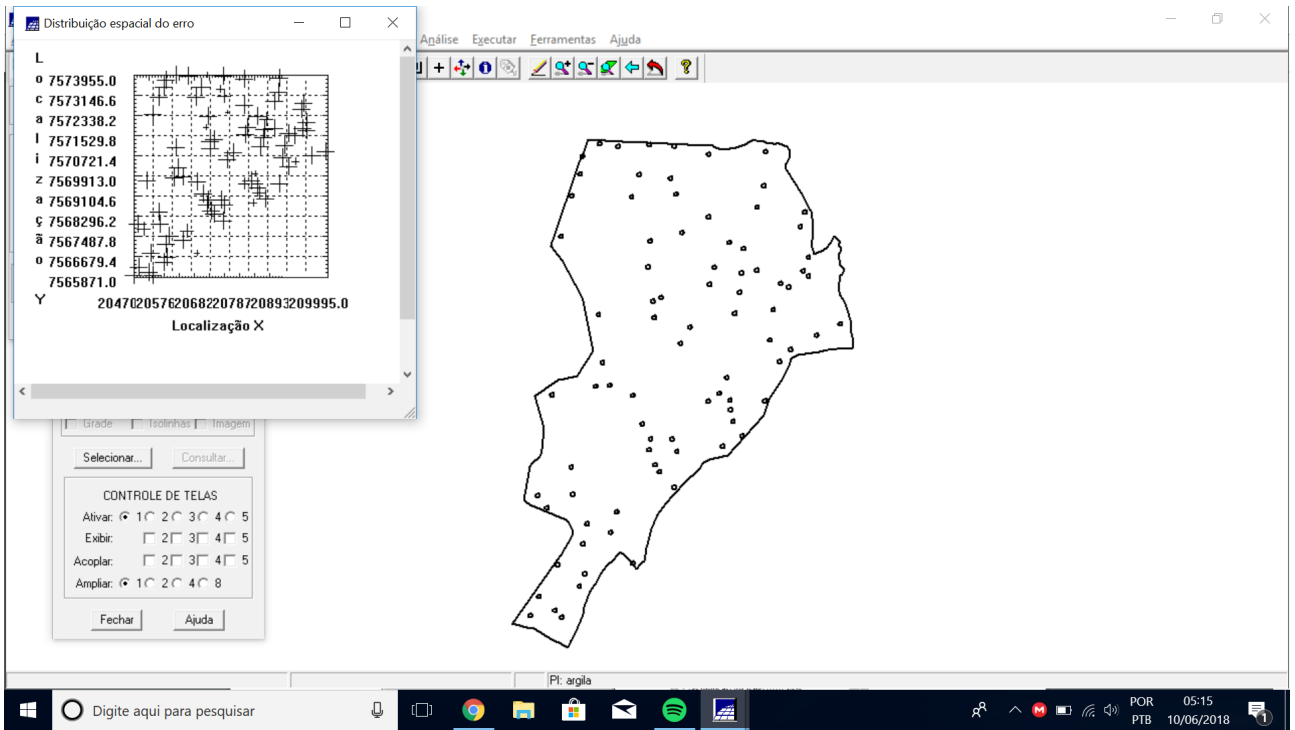 Distribuição espacial do erro
Análise Executar Ferramentas Ajuda
L
o 7573955.0
c 7573146.6
a 7572338.2
l 7571529.8
i 7570721.4
z 7569913.0
a 7569104.6
ç 7568296.2
ã 7567487.8
o 7566679.4
7565871.0
Y
2047020576206822078720893209995.0
Localização X
Grade Isolinhas Imagem
Selecionar... Consultar...
CONTROLE DE TELAS
Ativar: 1 2 3 4 5
Exibir: 2 3 4 5
Acoplar: 2 3 4 5
Ampliar: 1 2 4 8
Fechar Ajuda
PI: argila
Digite aqui para pesquisar
POR 05:15
PTB 10/06/2018
1